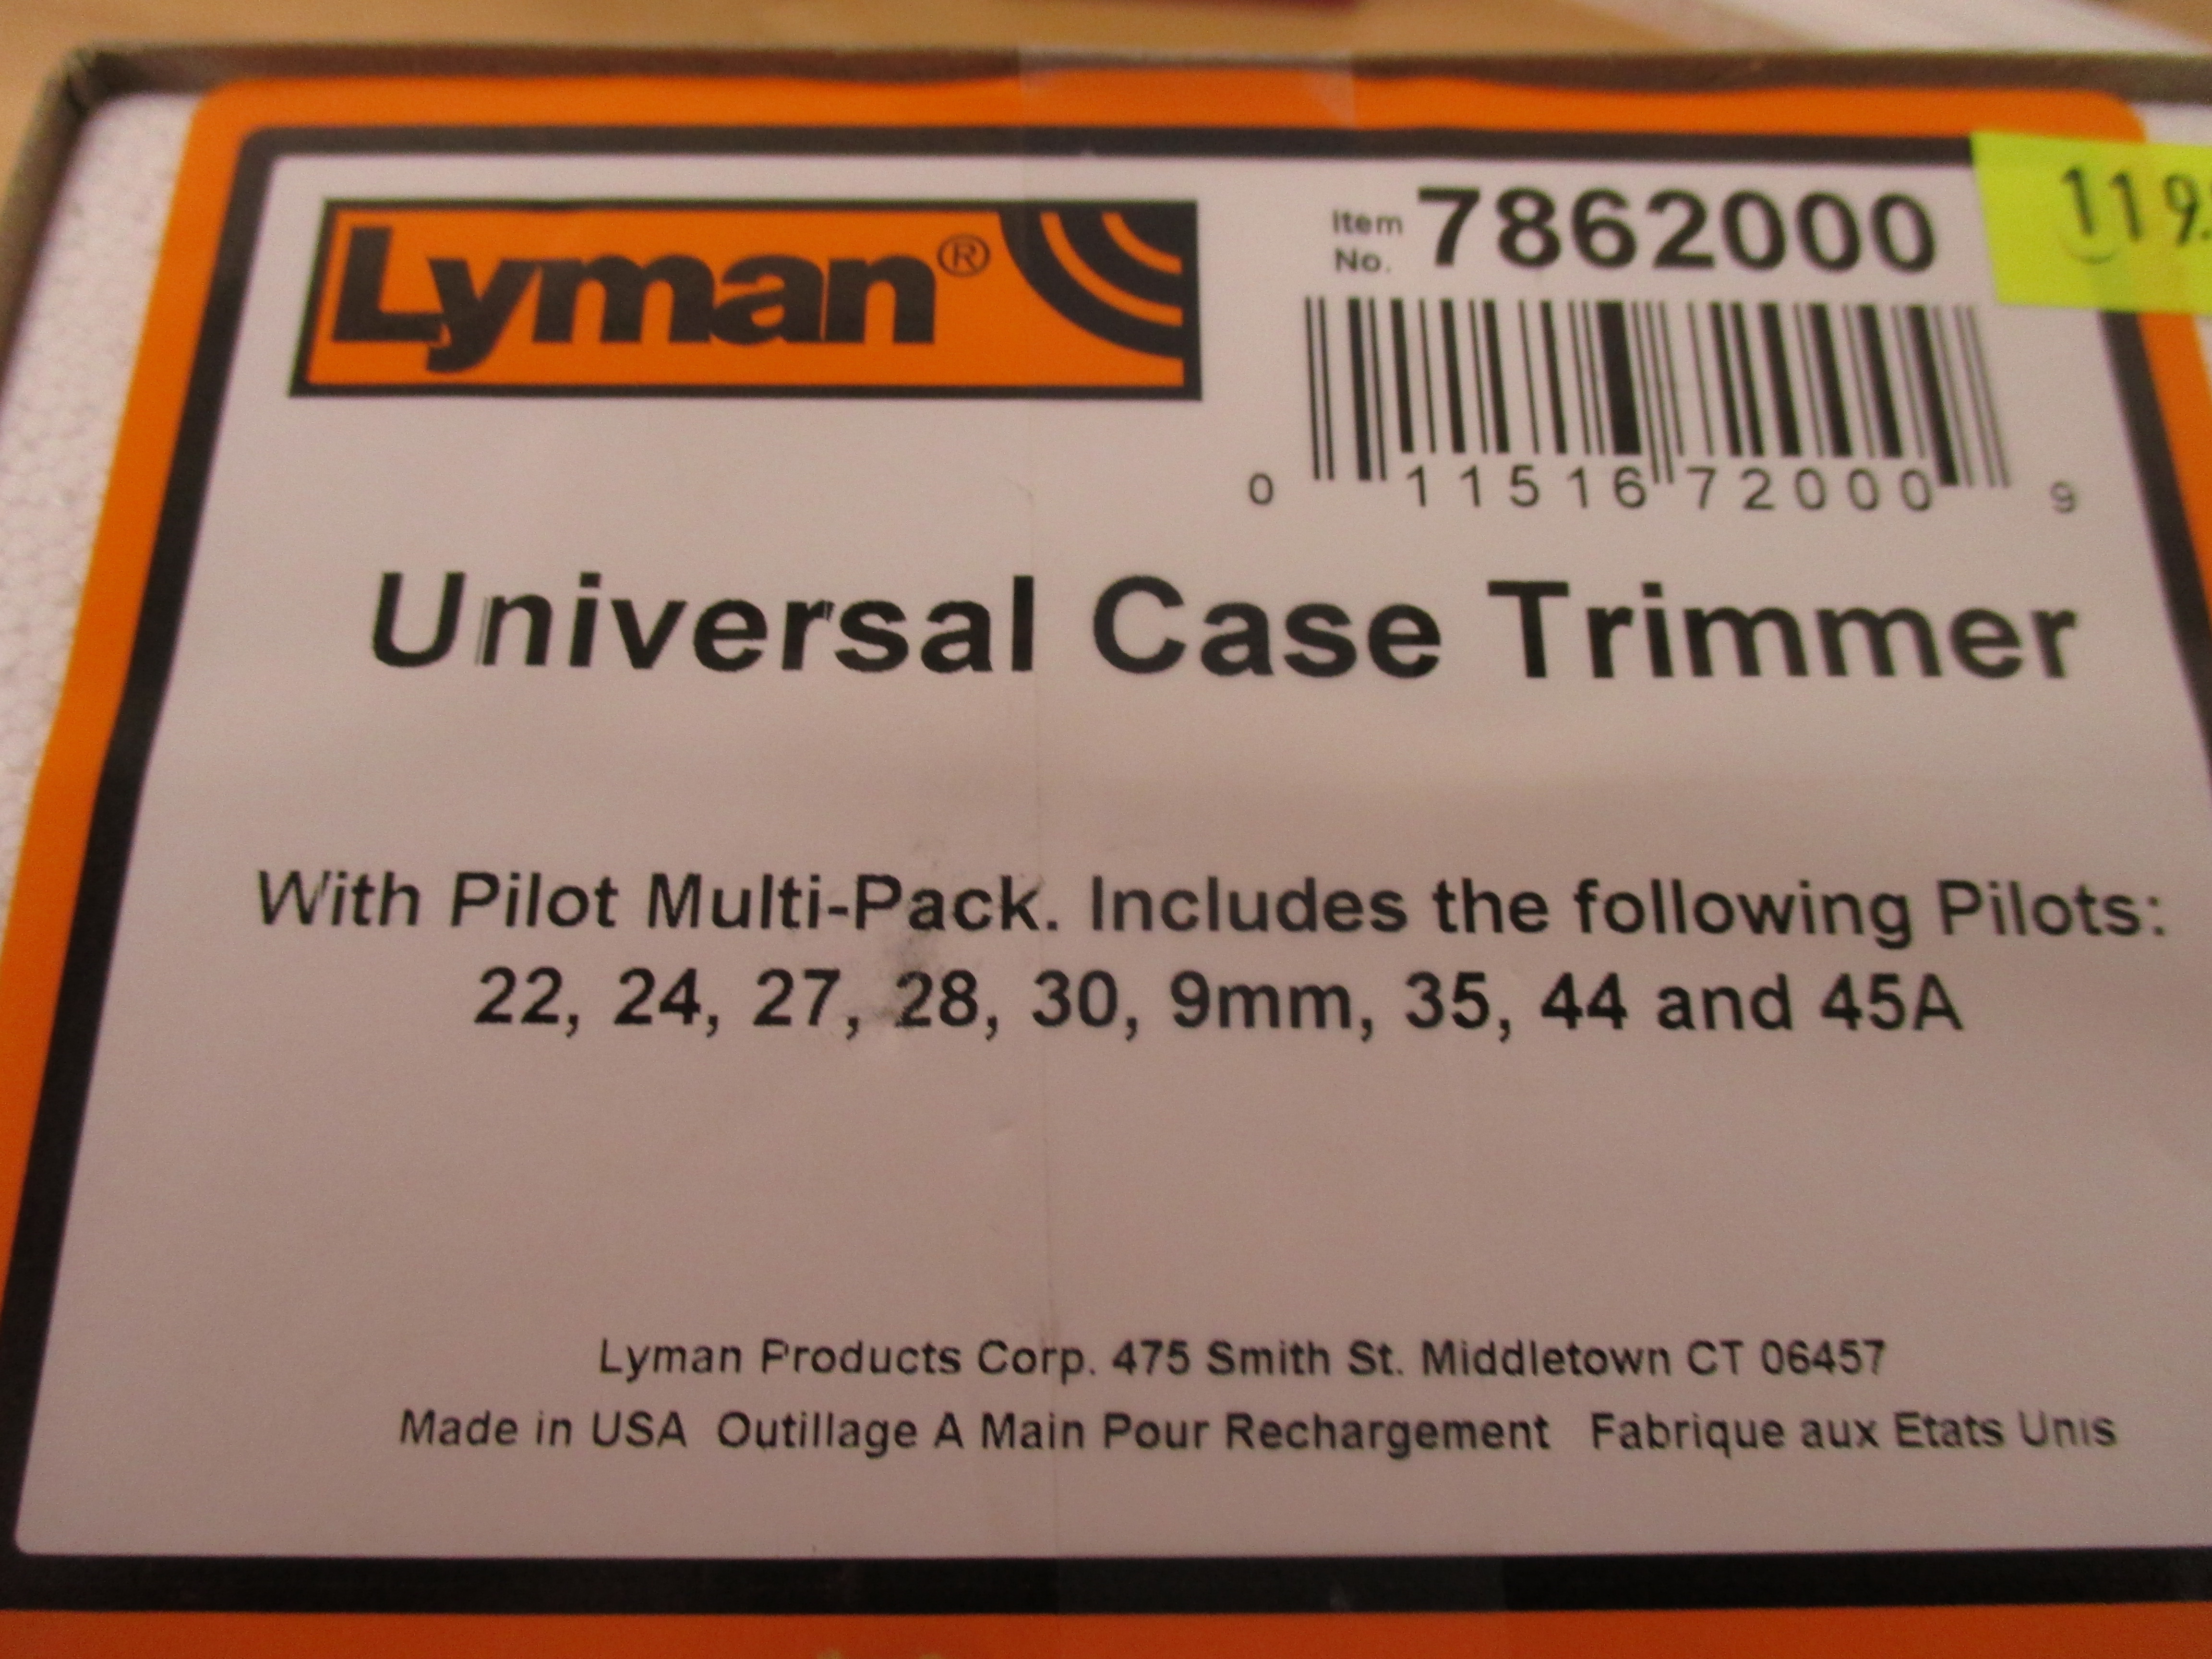 Lyman®
Item No. 7862000
119.
0 11516 72000 9
Universal Case Trimmer
With Pilot Multi-Pack. Includes the following Pilots:
22, 24, 27, 28, 30, 9mm, 35, 44 and 45A
Lyman Products Corp. 475 Smith St. Middletown CT 06457
Made in USA Outillage A Main Pour Rechargement Fabrique aux Etats Unis